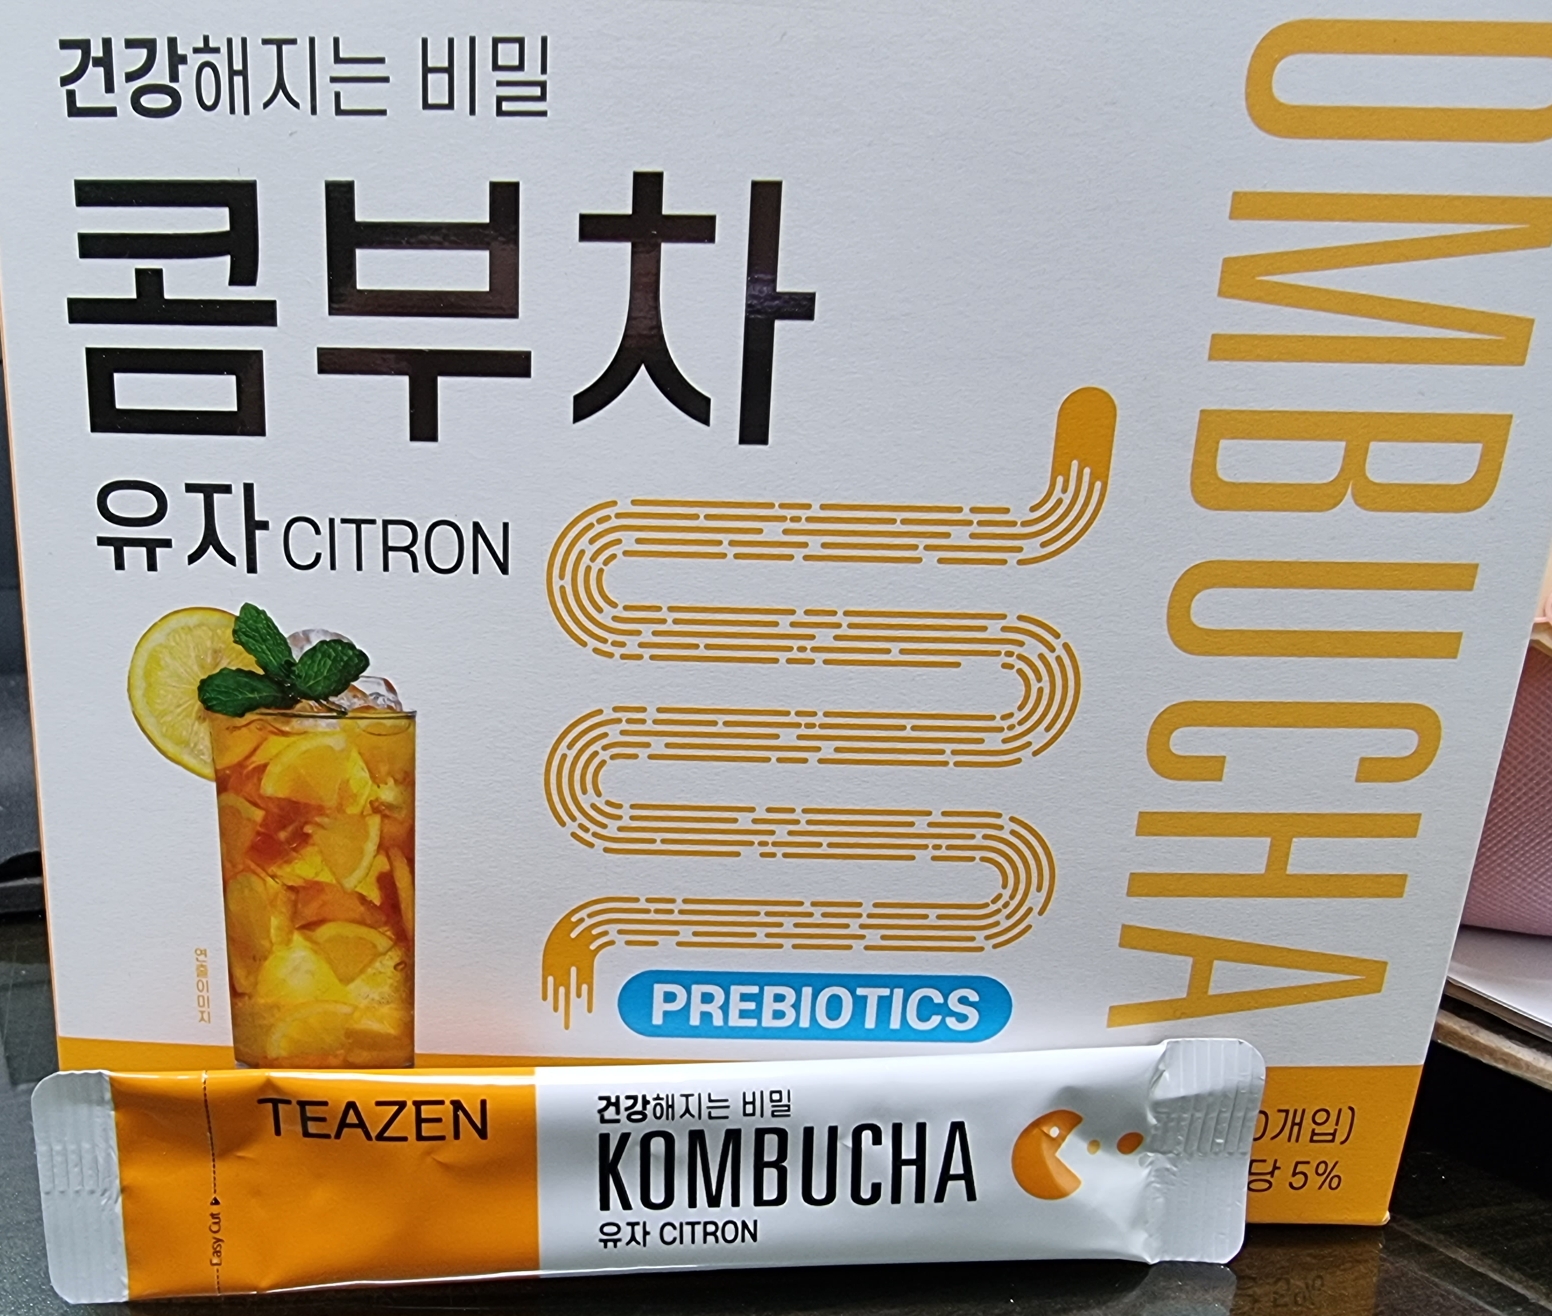 건강해지는 비밀
콤부차
유자 CITRON
연출이미지
PREBIOTICS
OMBUCHA
0개입)
당 5%
TEAZEN
Easy Cut
건강해지는 비밀
KOMBUCHA
유자 CITRON